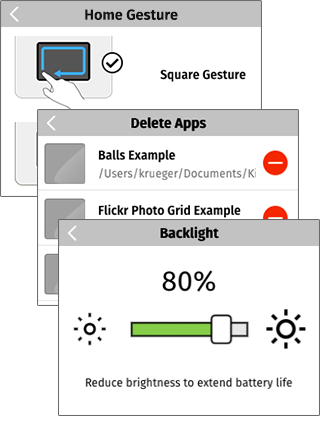 Home Gesture
Square Gesture
Delete Apps
Balls Example
/Users/krueger/Documents/Ki
Flickr Photo Grid Example
Backlight
80%
Reduce brightness to extend battery life